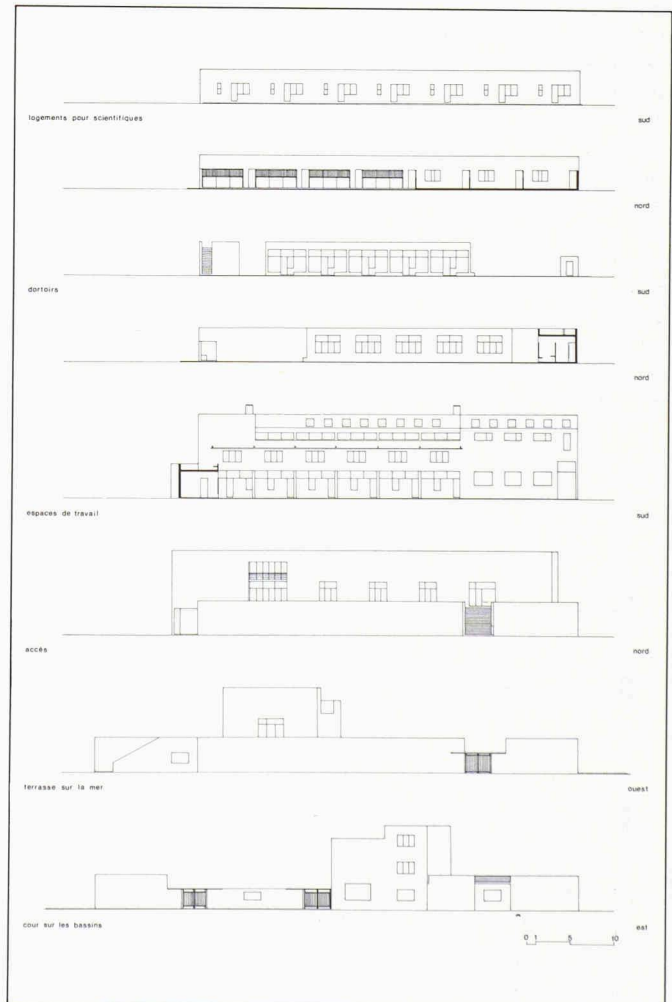 logements pour scientifiques sud
nord
dortoirs sud
nord
espaces de travail sud
accès nord
terrasse sur la mer ouest
cour sur les bassins est
0 1 5 10